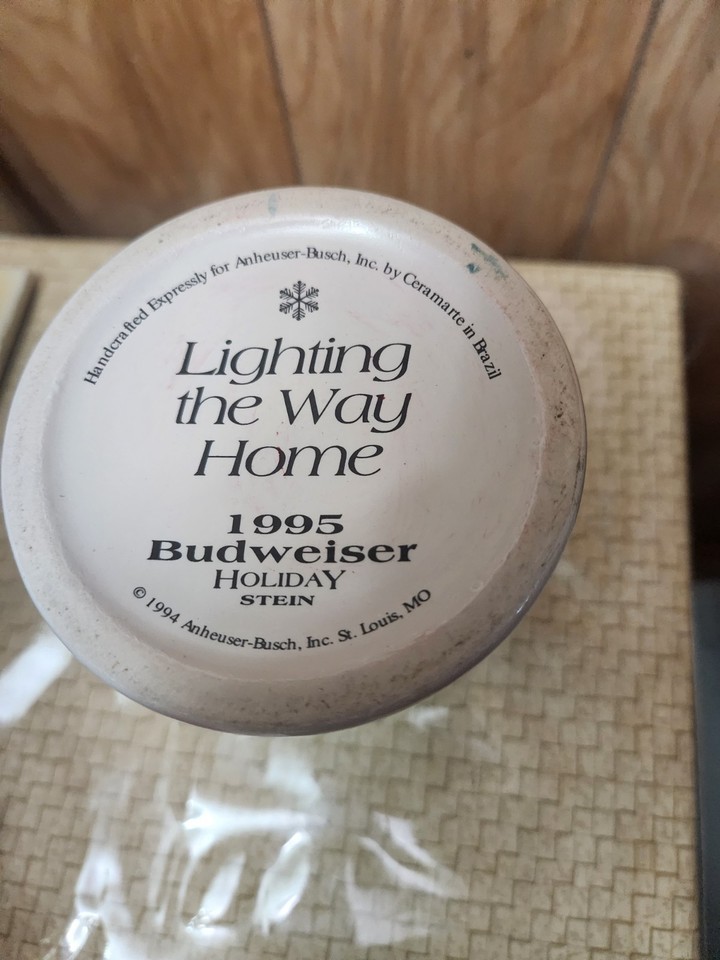 Handcrafted Expressly for Anheuser-Busch, Inc. by Ceramarte in Brazil
Lighting
the Way
Home
1995
Budweiser
HOLIDAY
STEIN
© 1994 Anheuser-Busch, Inc. St. Louis, MO